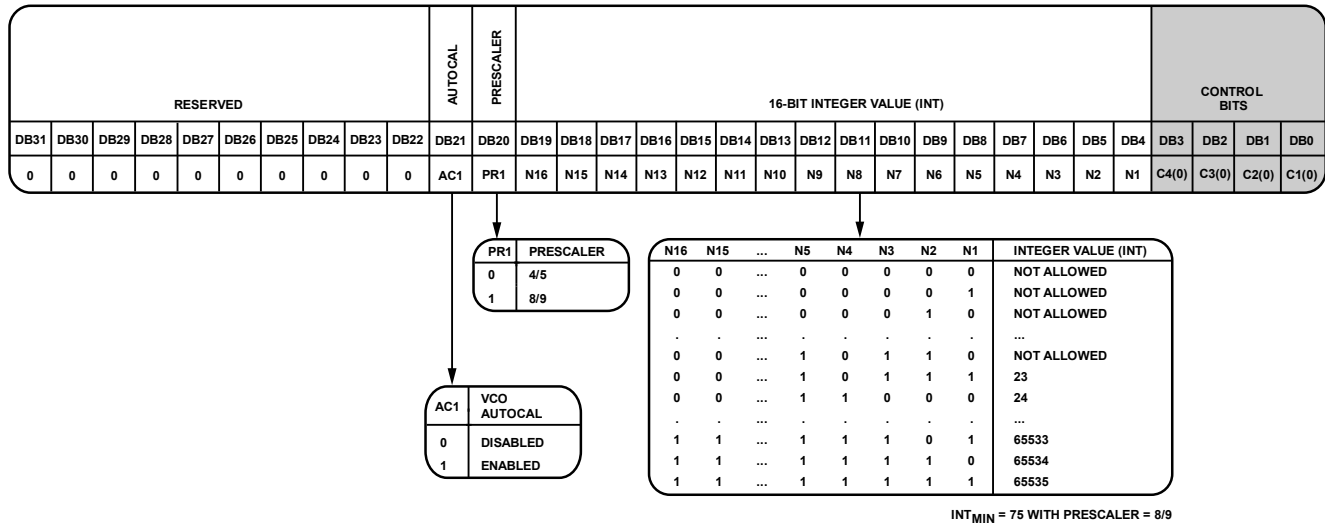 RESERVED
AUTOCAL
PRESCALER
16-BIT INTEGER VALUE (INT)
CONTROL
BITS
DB31 DB30 DB29 DB28 DB27 DB26 DB25 DB24 DB23 DB22 DB21 DB20 DB19 DB18 DB17 DB16 DB15 DB14 DB13 DB12 DB11 DB10 DB9 DB8 DB7 DB6 DB5 DB4 DB3 DB2 DB1 DB0
0 0 0 0 0 0 0 0 0 0 AC1 PR1 N16 N15 N14 N13 N12 N11 N10 N9 N8 N7 N6 N5 N4 N3 N2 N1 C4(0) C3(0) C2(0) C1(0)
PR1 PRESCALER
0 4/5
1 8/9
AC1 VCO
AUTOCAL
0 DISABLED
1 ENABLED
N16 N15 ... N5 N4 N3 N2 N1 INTEGER VALUE (INT)
0 0 ... 0 0 0 0 0 NOT ALLOWED
0 0 ... 0 0 0 0 1 NOT ALLOWED
0 0 ... 0 0 0 1 0 NOT ALLOWED
. . ... . . . . . ...
0 0 ... 1 0 1 1 0 NOT ALLOWED
0 0 ... 1 0 1 1 1 23
0 0 ... 1 1 0 0 0 24
. . ... . . . . . ...
1 1 ... 1 1 1 0 1 65533
1 1 ... 1 1 1 1 0 65534
1 1 ... 1 1 1 1 1 65535
INTMIN = 75 WITH PRESCALER = 8/9